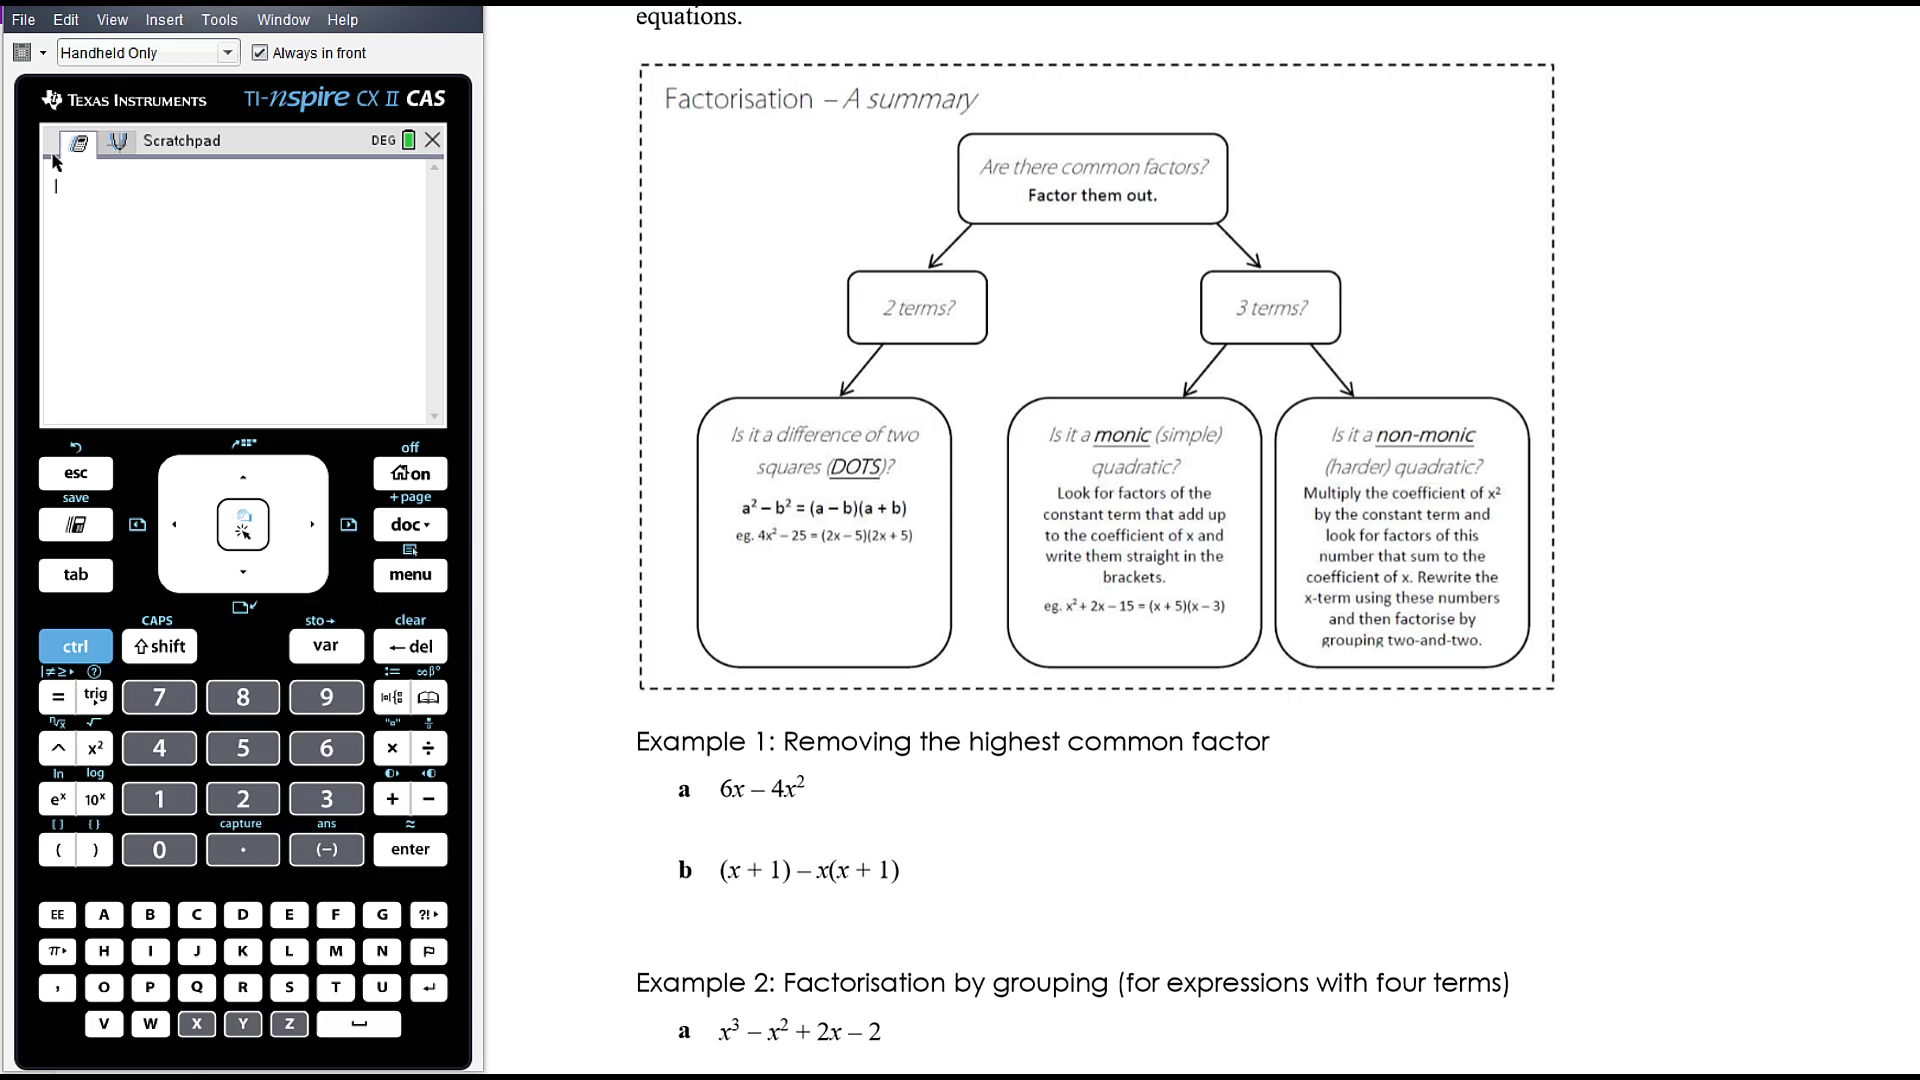 File Edit View Insert Tools Window Help
Handheld Only Always in front
TEXAS INSTRUMENTS TI-nspire CX II CAS
Scratchpad DEG
off
esc on
save + page
doc
tab menu
CAPS sto→ clear
ctrl shift var ← del
|≠≥▸ ? := ∞β°
= trig 7 8 9 |▫|{
ⁿ√x √ "▫"
^ x² 4 5 6 × ÷
ln log
eˣ 10ˣ 1 2 3 + −
[ ] { } capture ans ≈
( ) 0 . (−) enter
EE A B C D E F G ?!▸
π▸ H I J K L M N
, O P Q R S T U
V W X Y Z
equations.
Factorisation – A summary
Are there common factors?
Factor them out.
2 terms?
3 terms?
Is it a difference of two
squares (DOTS)?
a² – b² = (a – b)(a + b)
eg. 4x² – 25 = (2x – 5)(2x + 5)
Is it a monic (simple)
quadratic?
Look for factors of the
constant term that add up
to the coefficient of x and
write them straight in the
brackets.
eg. x² + 2x – 15 = (x + 5)(x – 3)
Is it a non-monic
(harder) quadratic?
Multiply the coefficient of x²
by the constant term and
look for factors of this
number that sum to the
coefficient of x. Rewrite the
x-term using these numbers
and then factorise by
grouping two-and-two.
Example 1: Removing the highest common factor
a 6x – 4x²
b (x + 1) – x(x + 1)
Example 2: Factorisation by grouping (for expressions with four terms)
a x³ – x² + 2x – 2